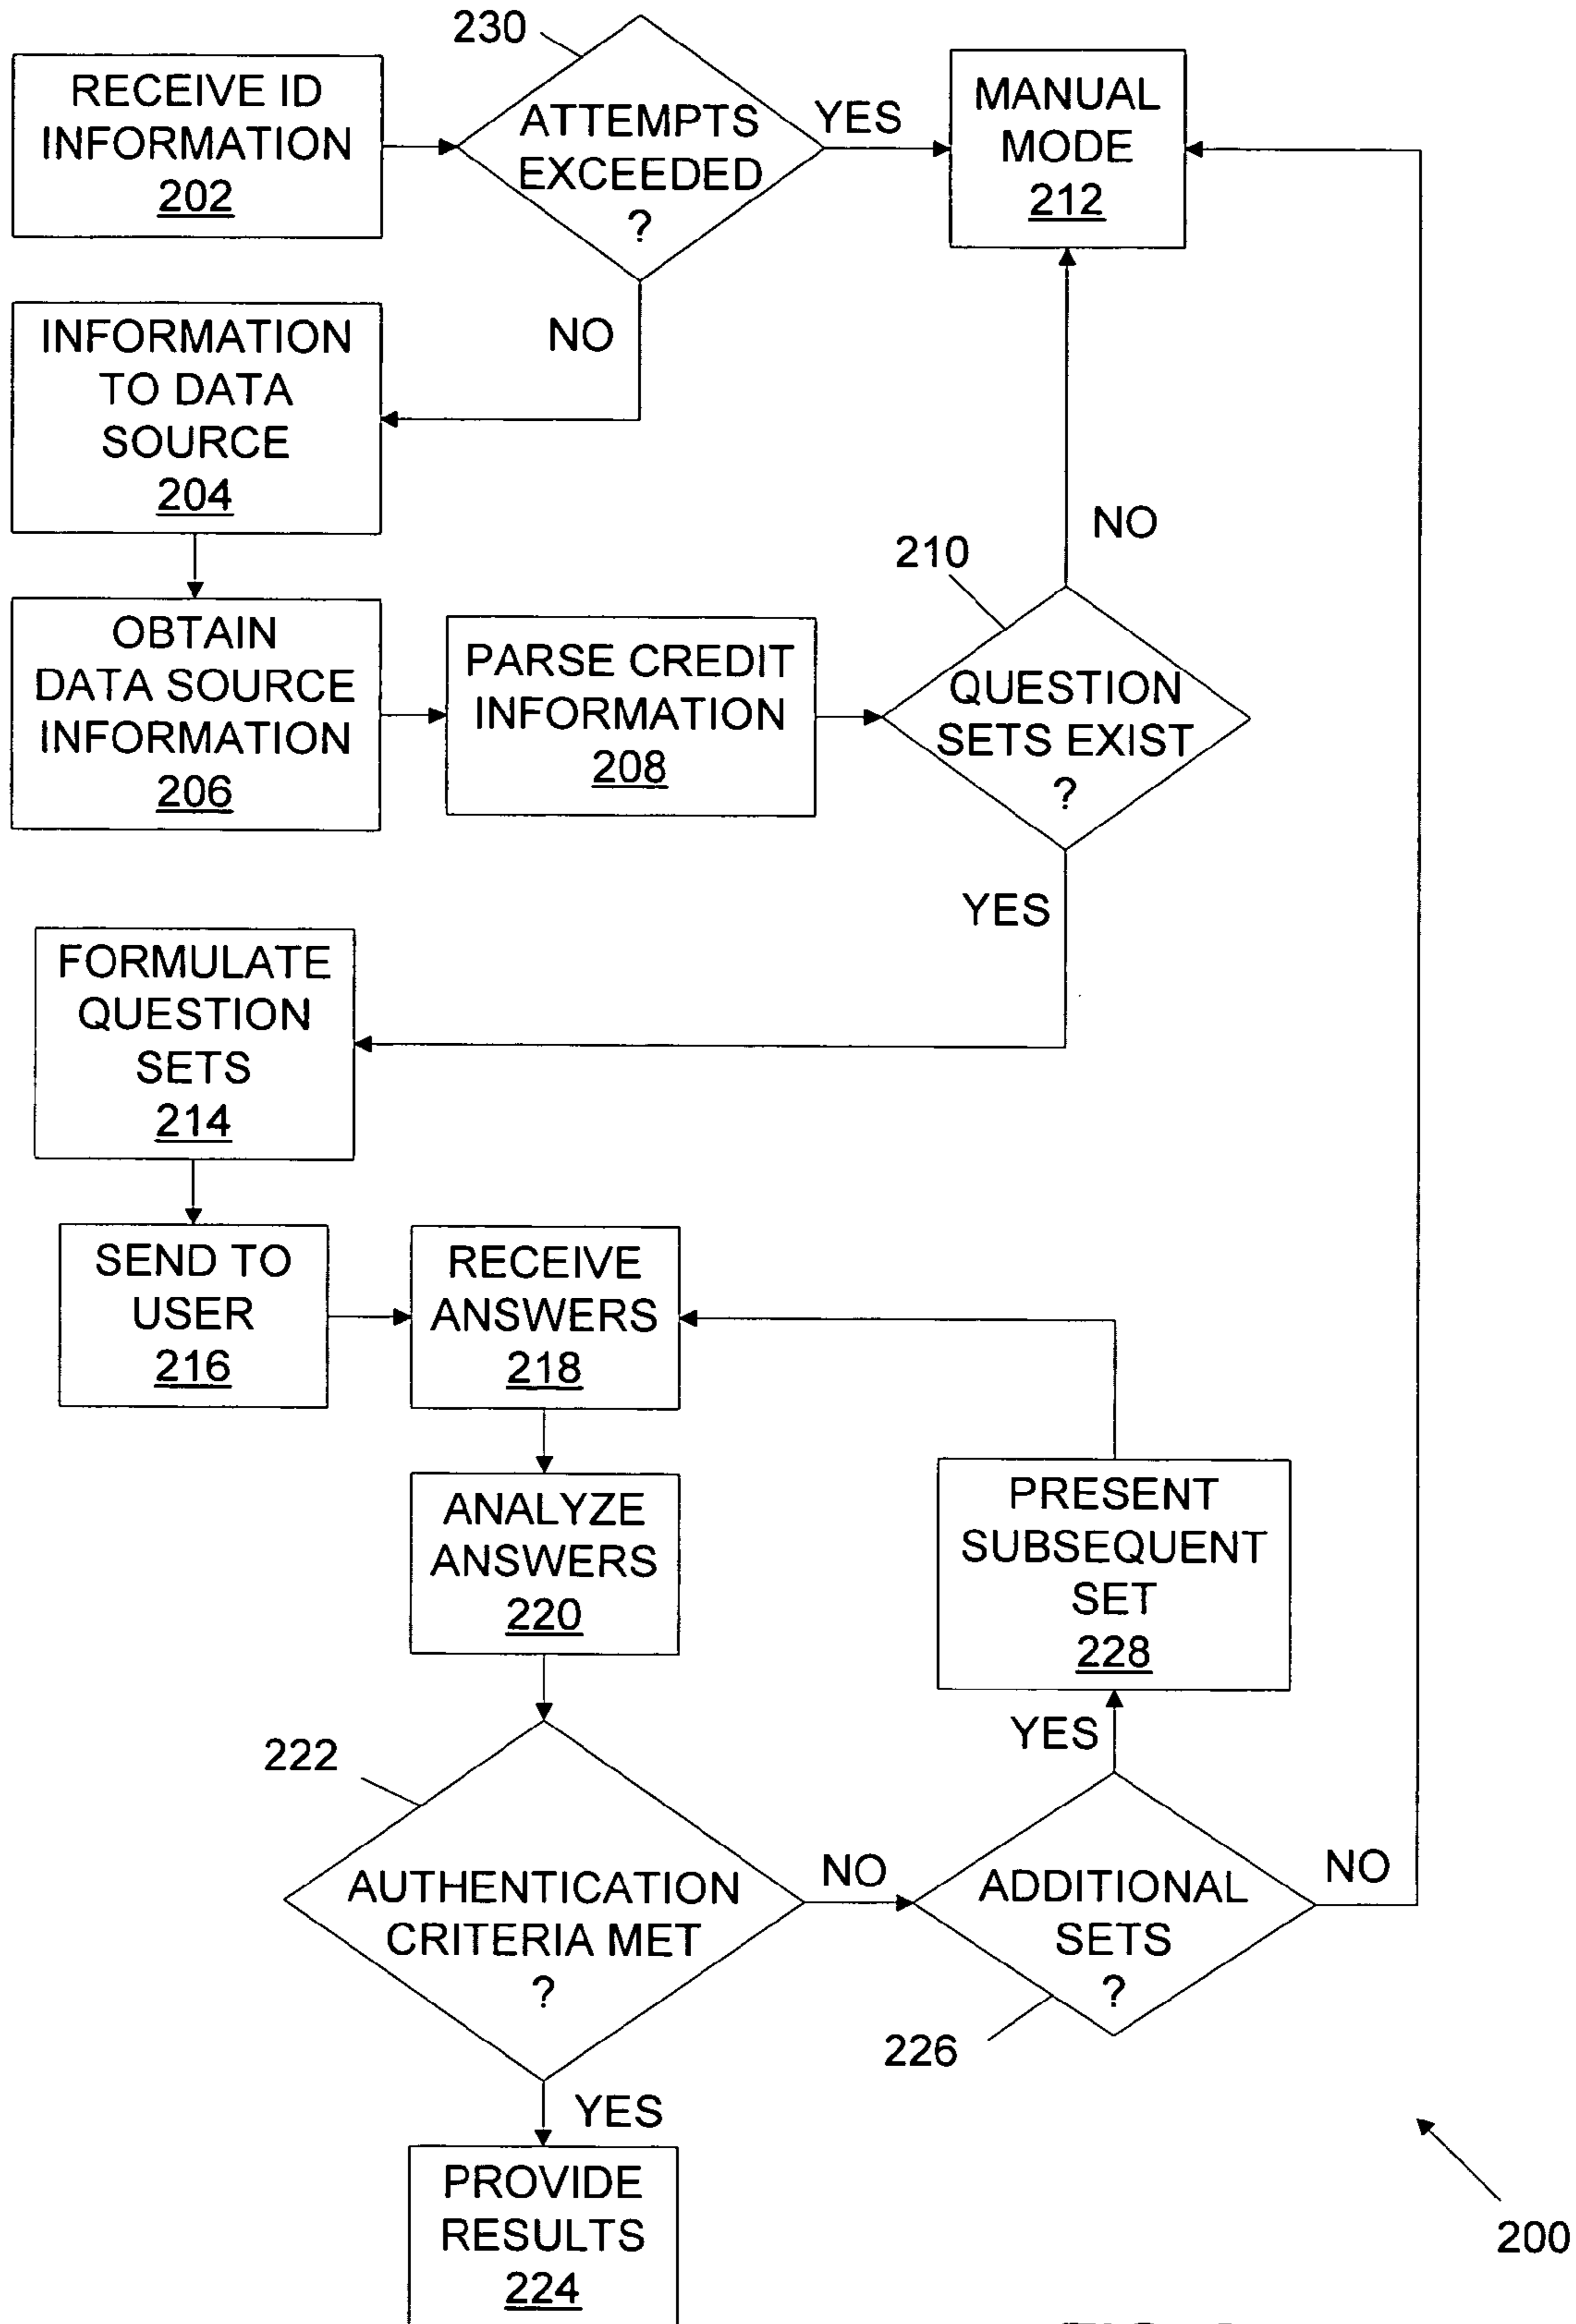 230
RECEIVE ID
INFORMATION
202
ATTEMPTS
EXCEEDED
?
YES
MANUAL
MODE
212
NO
INFORMATION
TO DATA
SOURCE
204
NO
210
OBTAIN
DATA SOURCE
INFORMATION
206
PARSE CREDIT
INFORMATION
208
QUESTION
SETS EXIST
?
YES
FORMULATE
QUESTION
SETS
214
SEND TO
USER
216
RECEIVE
ANSWERS
218
ANALYZE
ANSWERS
220
PRESENT
SUBSEQUENT
SET
228
YES
222
AUTHENTICATION
CRITERIA MET
?
NO
ADDITIONAL
SETS
?
NO
226
YES
PROVIDE
RESULTS
224
200